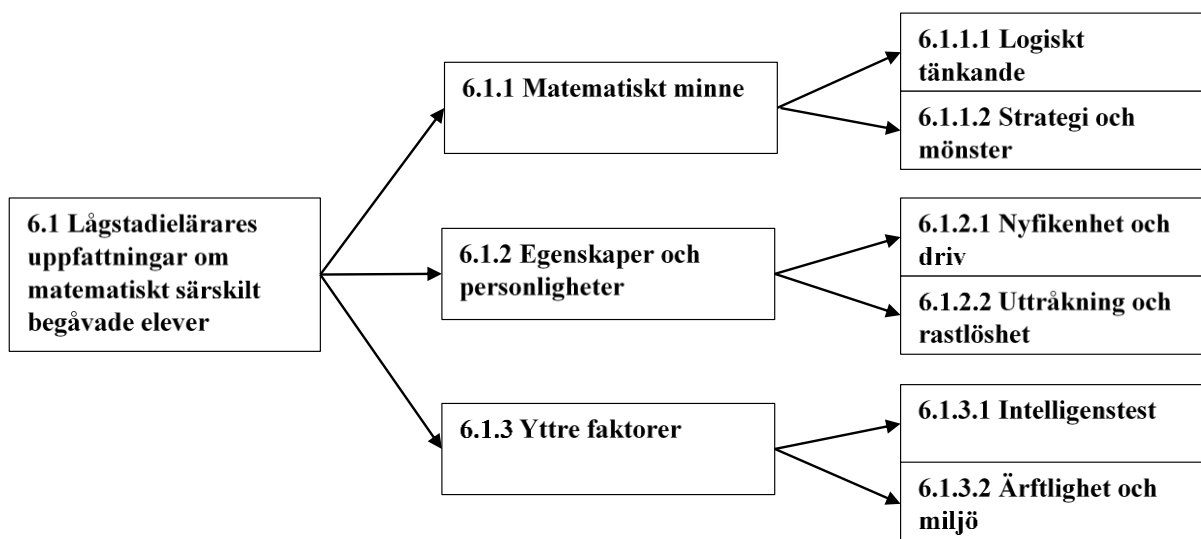 6.1 Lågstadielärares
uppfattningar om
matematiskt särskilt
begåvade elever
6.1.1 Matematiskt minne
6.1.1.1 Logiskt
tänkande
6.1.1.2 Strategi och
mönster
6.1.2 Egenskaper och
personligheter
6.1.2.1 Nyfikenhet och
driv
6.1.2.2 Uttråkning och
rastlöshet
6.1.3 Yttre faktorer
6.1.3.1 Intelligenstest
6.1.3.2 Ärftlighet och
miljö